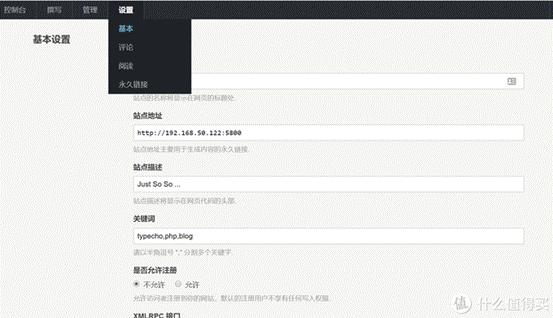 控制台 撰写 管理 设置
基本
评论
阅读
永久链接
基本设置
站点的名称将显示在网页的标题处.
站点地址
http://192.168.50.122:5800
站点地址主要用于生成内容的永久链接.
站点描述
Just So So ...
站点描述将显示在网页代码的头部.
关键词
typecho,php,blog
请以半角逗号 "," 分割多个关键字.
是否允许注册
不允许 允许
允许访问者注册到你的网站, 默认的注册用户不享有任何写入权限.
XMLRPC 接口
值 什么值得买